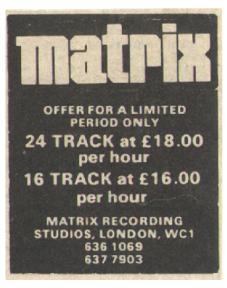 matrix
OFFER FOR A LIMITED
PERIOD ONLY
24 TRACK at £18.00
per hour
16 TRACK at £16.00
per hour
MATRIX RECORDING
STUDIOS, LONDON, WC1
636 1069
637 7903